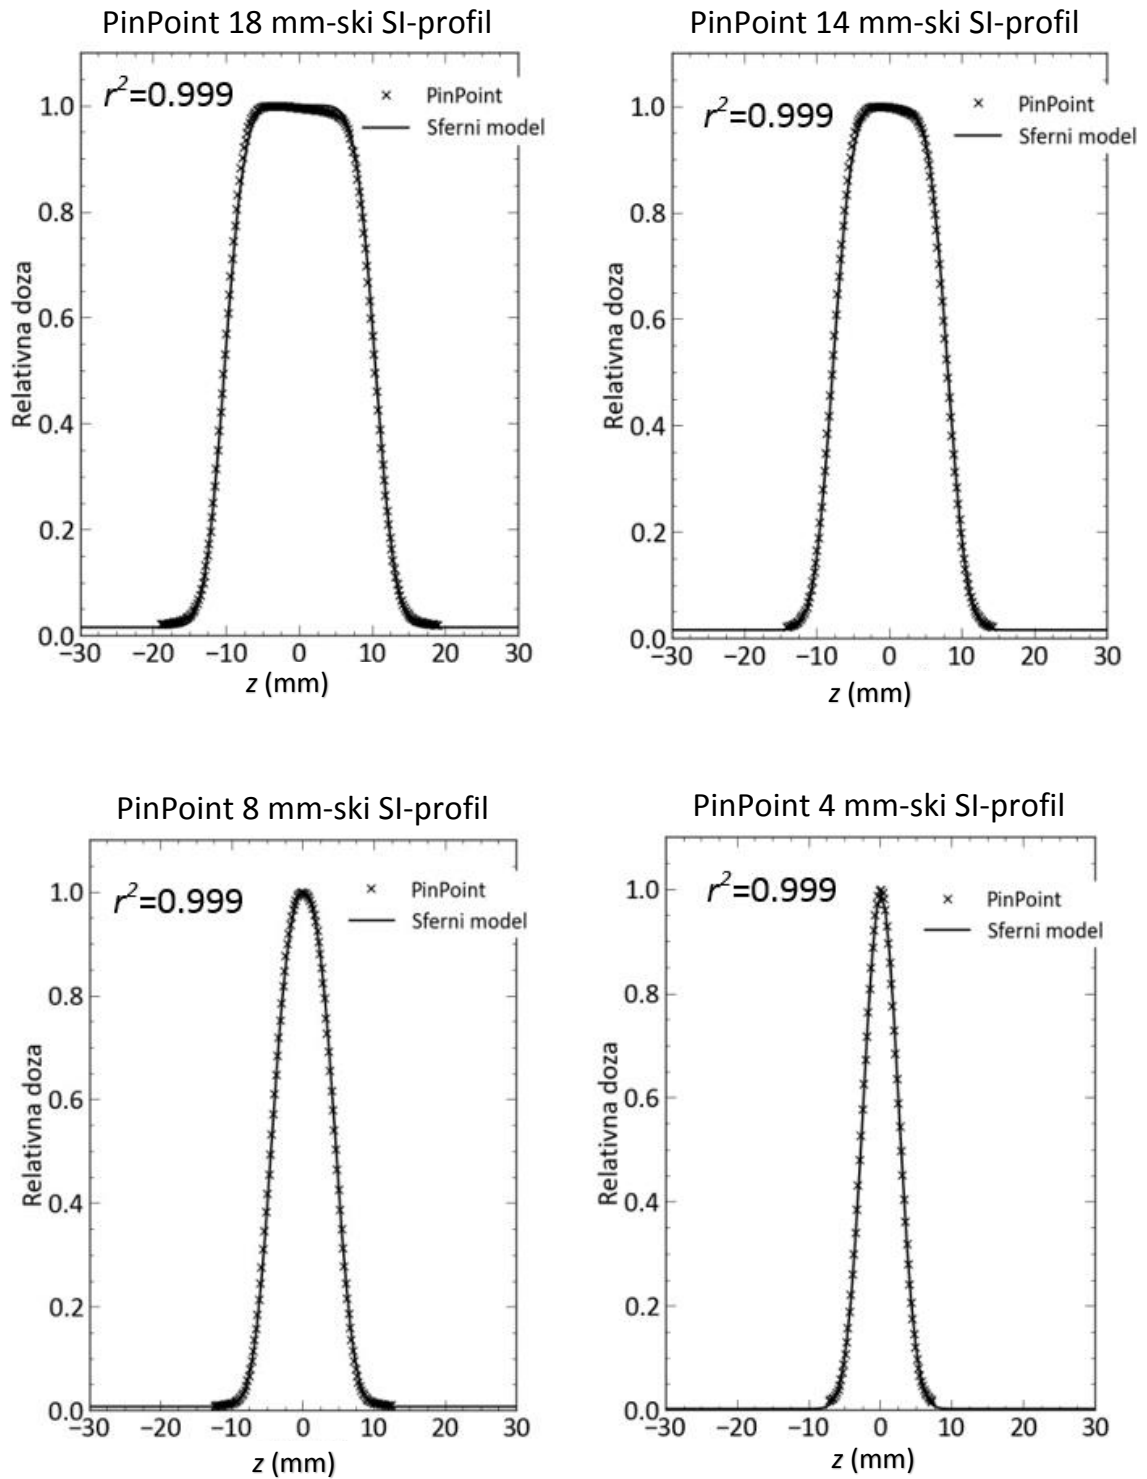 PinPoint 18 mm-ski SI-profil
r²=0.999
PinPoint
Sferni model
Relativna doza
1.0
0.8
0.6
0.4
0.2
0.0
−30 −20 −10 0 10 20 30
z (mm)
PinPoint 14 mm-ski SI-profil
r²=0.999
PinPoint
Sferni model
Relativna doza
1.0
0.8
0.6
0.4
0.2
0.0
−30 −20 −10 0 10 20 30
z (mm)
PinPoint 8 mm-ski SI-profil
r²=0.999
PinPoint
Sferni model
Relativna doza
1.0
0.8
0.6
0.4
0.2
0.0
−30 −20 −10 0 10 20 30
z (mm)
PinPoint 4 mm-ski SI-profil
r²=0.999
PinPoint
Sferni model
Relativna doza
1.0
0.8
0.6
0.4
0.2
0.0
−30 −20 −10 0 10 20 30
z (mm)